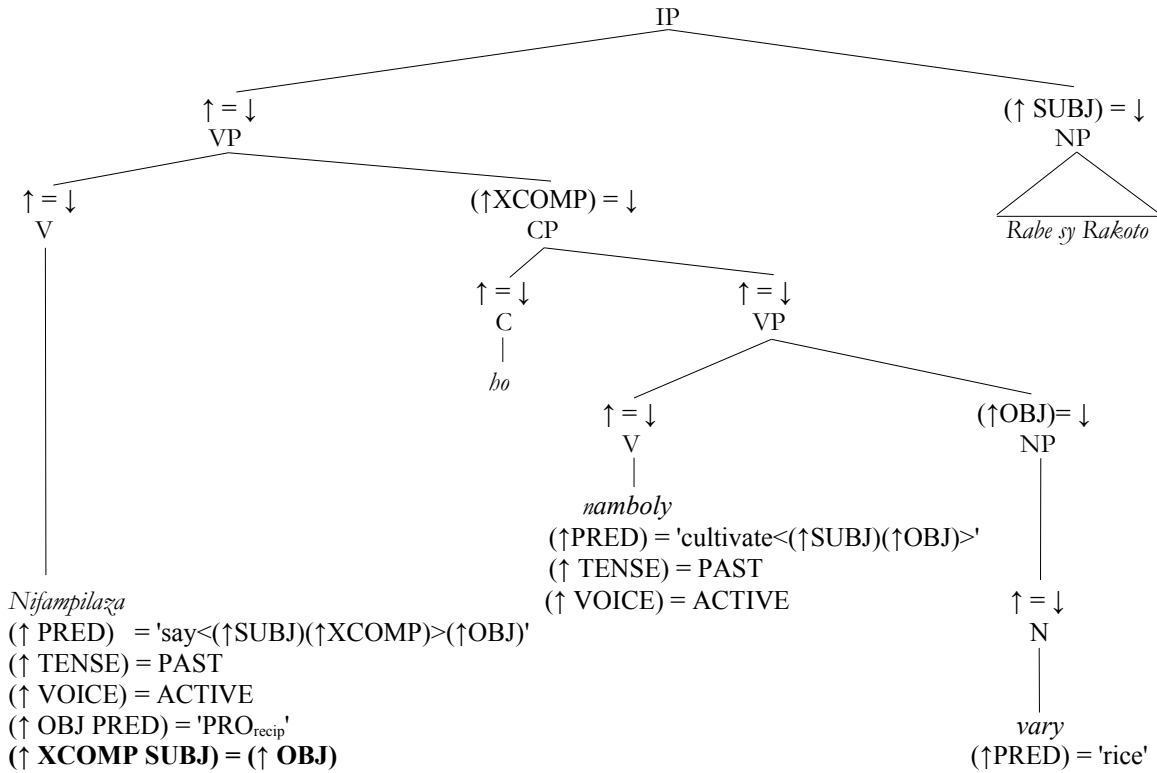 IP
↑ = ↓
(↑ SUBJ) = ↓
VP
NP
↑ = ↓
(↑XCOMP) = ↓
V
CP
Rabe sy Rakoto
↑ = ↓
↑ = ↓
C
VP
ho
↑ = ↓
(↑OBJ)= ↓
V
NP
namboly
(↑PRED) = 'cultivate<(↑SUBJ)(↑OBJ)>'
(↑ TENSE) = PAST
(↑ VOICE) = ACTIVE
↑ = ↓
N
Nifampilaza
(↑ PRED) = 'say<(↑SUBJ)(↑XCOMP)>(↑OBJ)'
(↑ TENSE) = PAST
(↑ VOICE) = ACTIVE
(↑ OBJ PRED) = 'PROrecip'
(↑ XCOMP SUBJ) = (↑ OBJ)
vary
(↑PRED) = 'rice'